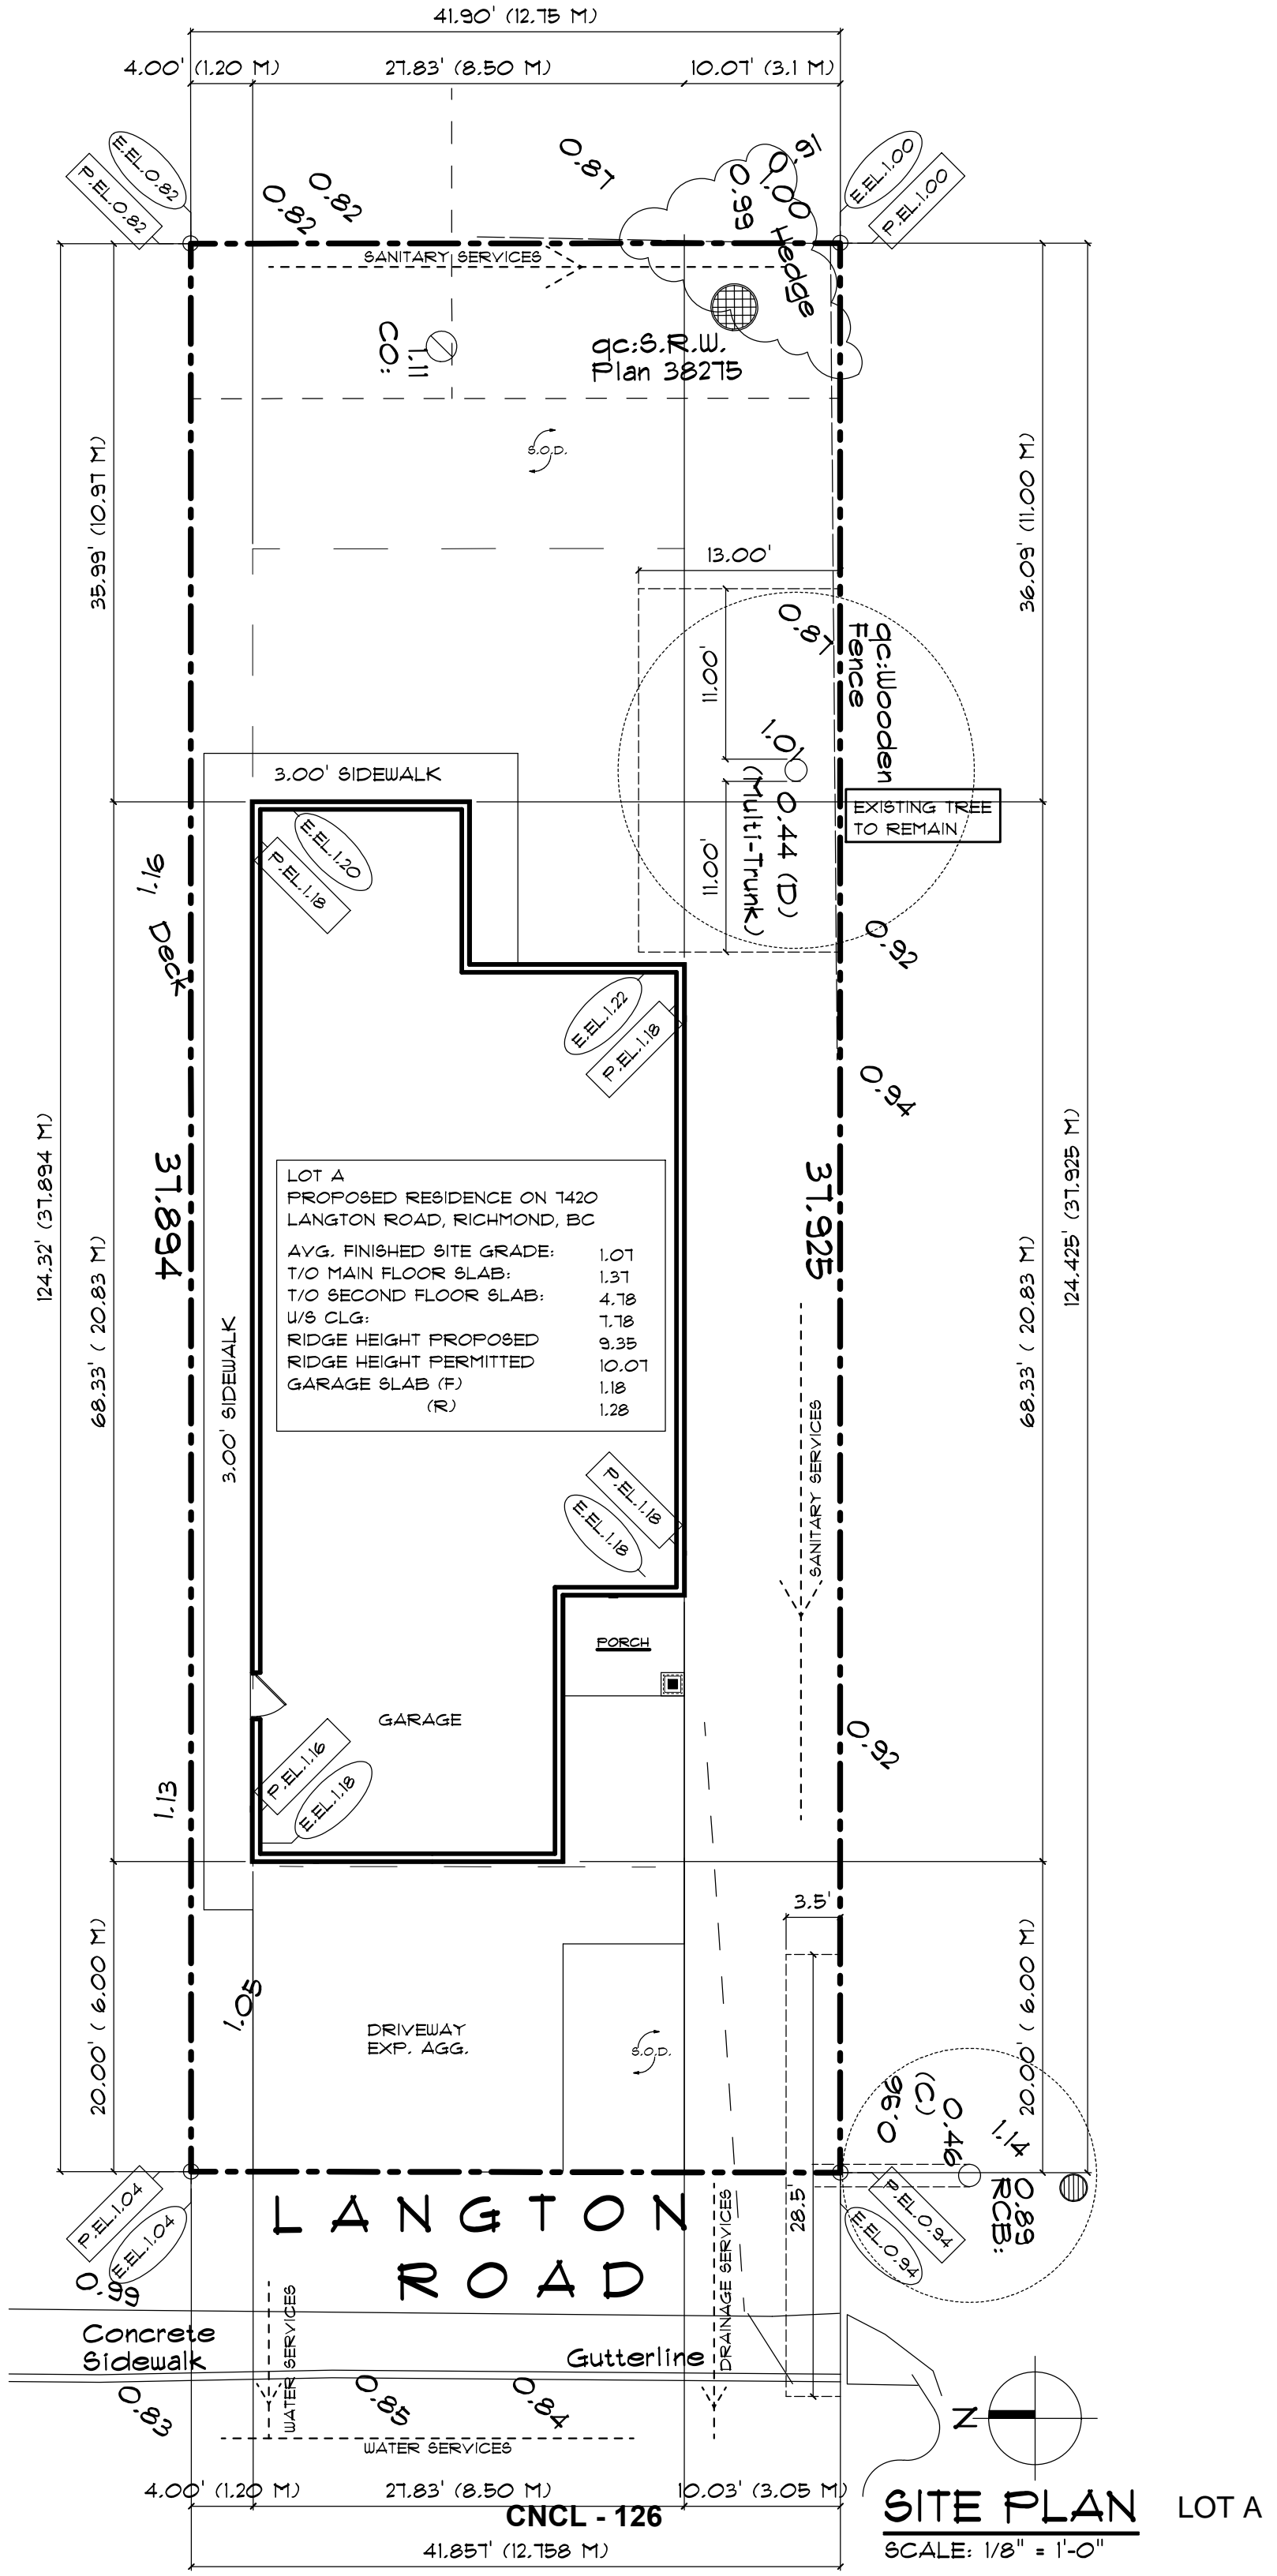 41.90' (12.75 M)
4.00' (1.20 M)
27.83' (8.50 M)
10.07' (3.1 M)
E.EL.0.82
P.EL.0.82
0.82
0.82
0.87
0.91
1.00
0.99
Hedge
E.EL.1.00
P.EL.1.00
SANITARY SERVICES
CO:
1.11
qc:S.R.W.
Plan 38275
S.O.D.
35.99' (10.97 M)
36.09' (11.00 M)
13.00'
0.87
qc:Wooden
Fence
11.00'
1.01
0.44 (D)
(Multi-Trunk)
11.00'
EXISTING TREE
TO REMAIN
3.00' SIDEWALK
E.EL.1.20
P.EL.1.18
1.16
Deck
0.92
E.EL.1.22
P.EL.1.18
0.94
124.32' (37.894 M)
68.33' ( 20.83 M)
37.894
3.00' SIDEWALK
LOT A
PROPOSED RESIDENCE ON 7420
LANGTON ROAD, RICHMOND, BC
AVG. FINISHED SITE GRADE: 1.07
T/O MAIN FLOOR SLAB: 1.37
T/O SECOND FLOOR SLAB: 4.78
U/S CLG: 7.78
RIDGE HEIGHT PROPOSED 9.35
RIDGE HEIGHT PERMITTED 10.07
GARAGE SLAB (F) 1.18
(R) 1.28
37.925
68.33' ( 20.83 M)
124.425' (37.925 M)
SANITARY SERVICES
P.EL.1.18
E.EL.1.18
PORCH
GARAGE
P.EL.1.16
E.EL.1.18
1.13
0.92
3.5'
20.00' ( 6.00 M)
1.05
DRIVEWAY
EXP. AGG.
S.O.D.
20.00' ( 6.00 M)
0.96
(C)
0.46
1.14
0.89
RCB:
28.5'
P.EL.0.94
E.EL.0.94
P.EL.1.04
E.EL.1.04
0.99
LANGTON
ROAD
WATER SERVICES
DRAINAGE SERVICES
Concrete
Sidewalk
Gutterline
0.83
0.85
0.84
WATER SERVICES
N
4.00' (1.20 M)
27.83' (8.50 M)
10.03' (3.05 M)
CNCL - 126
41.857' (12.758 M)
SITE PLAN
LOT A
SCALE: 1/8" = 1'-0"